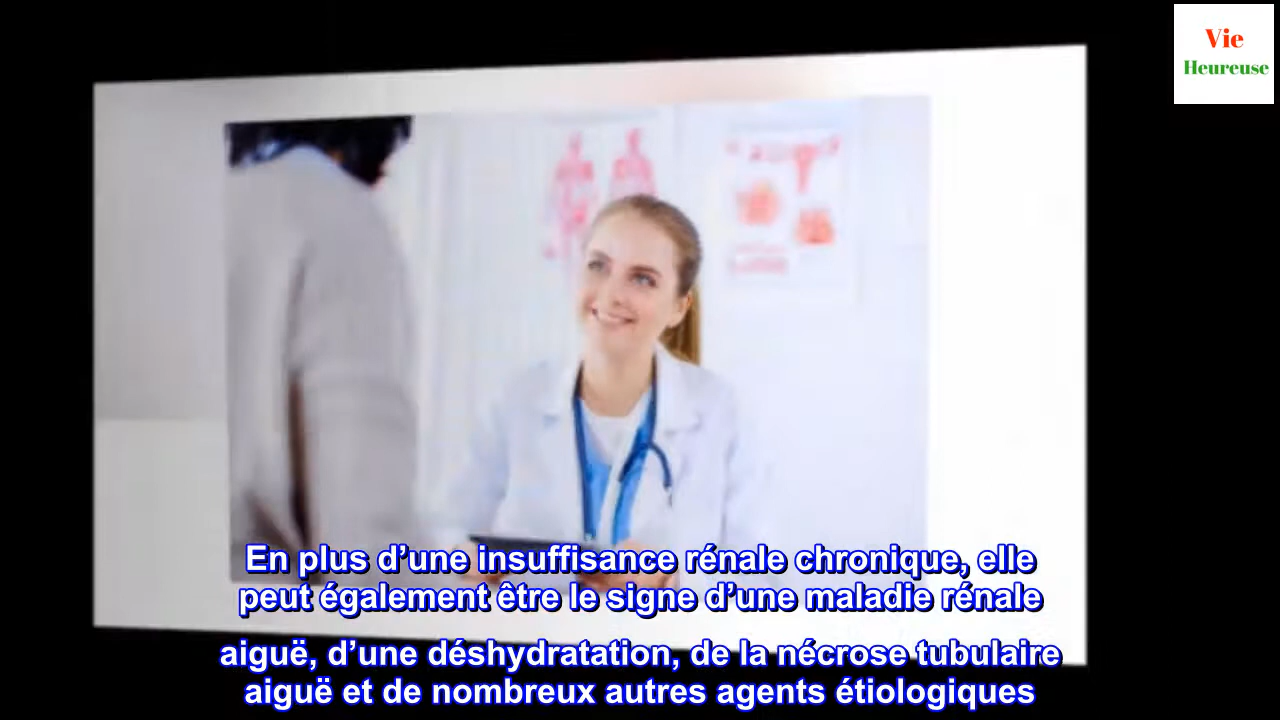 Vie
Heureuse
En plus d’une insuffisance rénale chronique, elle
peut également être le signe d’une maladie rénale
aiguë, d’une déshydratation, de la nécrose tubulaire
aiguë et de nombreux autres agents étiologiques